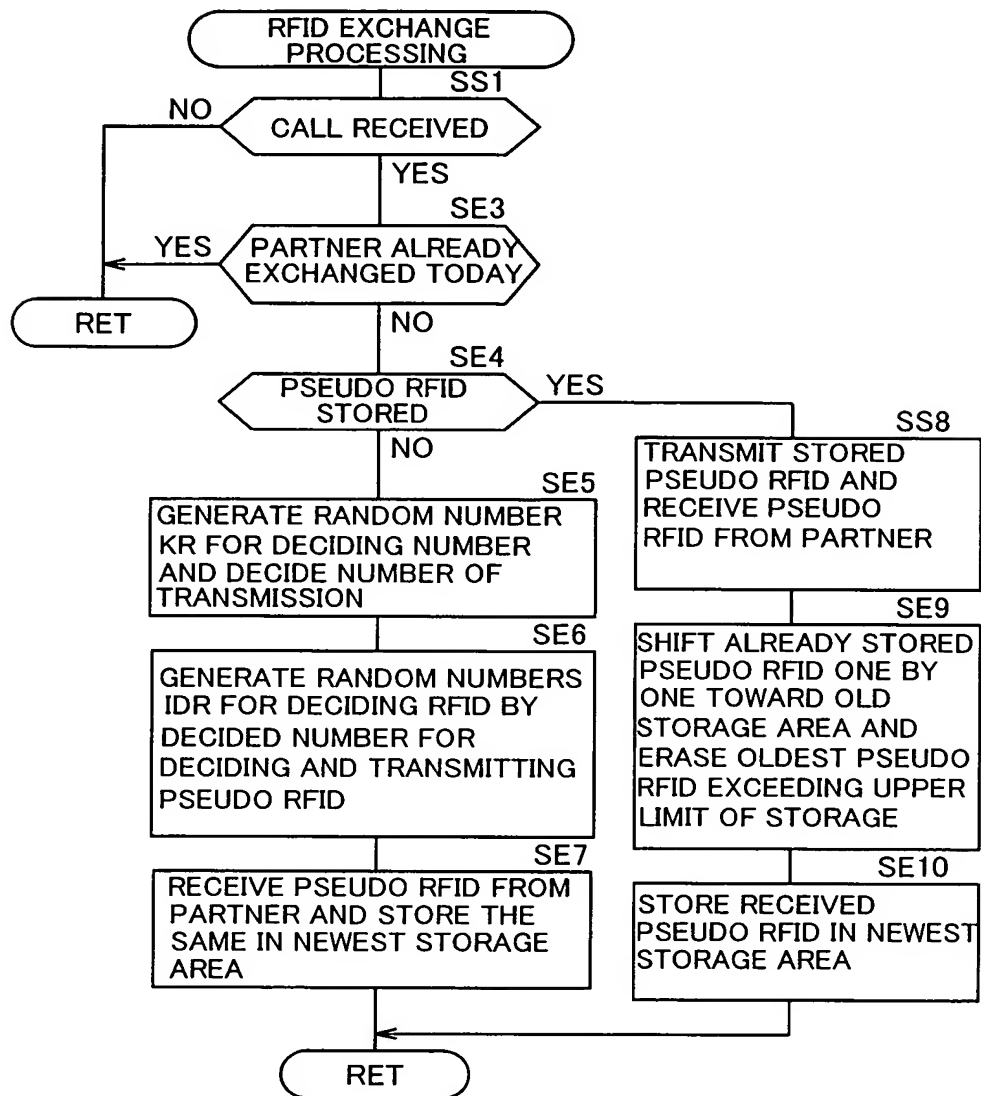 RFID EXCHANGE
PROCESSING
SS1
NO
CALL RECEIVED
YES
SE3
YES
PARTNER ALREADY
EXCHANGED TODAY
RET
NO
SE4
PSEUDO RFID
STORED
YES
NO
SE5
GENERATE RANDOM NUMBER
KR FOR DECIDING NUMBER
AND DECIDE NUMBER OF
TRANSMISSION
SE6
GENERATE RANDOM NUMBERS
IDR FOR DECIDING RFID BY
DECIDED NUMBER FOR
DECIDING AND TRANSMITTING
PSEUDO RFID
SE7
RECEIVE PSEUDO RFID FROM
PARTNER AND STORE THE
SAME IN NEWEST STORAGE
AREA
SS8
TRANSMIT STORED
PSEUDO RFID AND
RECEIVE PSEUDO
RFID FROM PARTNER
SE9
SHIFT ALREADY STORED
PSEUDO RFID ONE BY
ONE TOWARD OLD
STORAGE AREA AND
ERASE OLDEST PSEUDO
RFID EXCEEDING UPPER
LIMIT OF STORAGE
SE10
STORE RECEIVED
PSEUDO RFID IN NEWEST
STORAGE AREA
RET